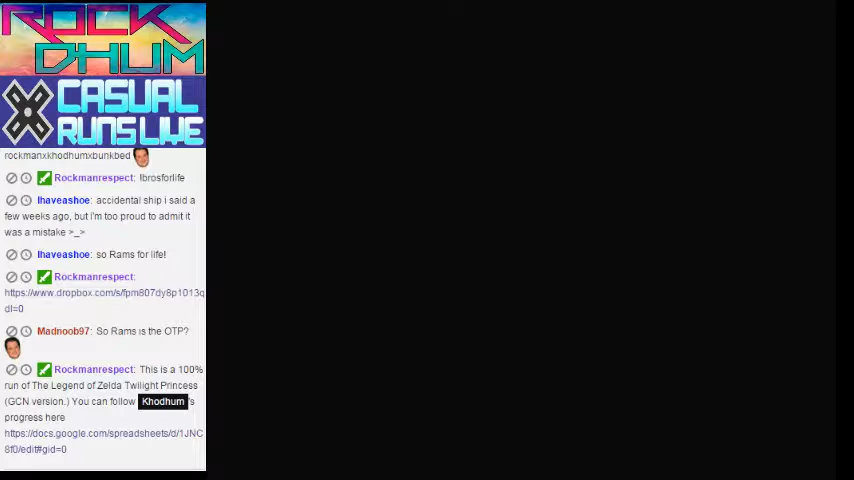 ROCK
DHUM
CASUAL
RUNS LIVE
rockmanxkhodhumxbunkbed
Rockmanrespect: Ibrosforlife
Ihaveashoe: accidental ship i said a
few weeks ago, but i'm too proud to admit it
was a mistake >_>
Ihaveashoe: so Rams for life!
Rockmanrespect:
https://www.dropbox.com/s/fpm807dy8p1013q
dl=0
Madnoob97: So Rams is the OTP?
Rockmanrespect: This is a 100%
run of The Legend of Zelda Twilight Princess
(GCN version.) You can follow Khodhum's
progress here
https://docs.google.com/spreadsheets/d/1JNC
8f0/edit#gid=0